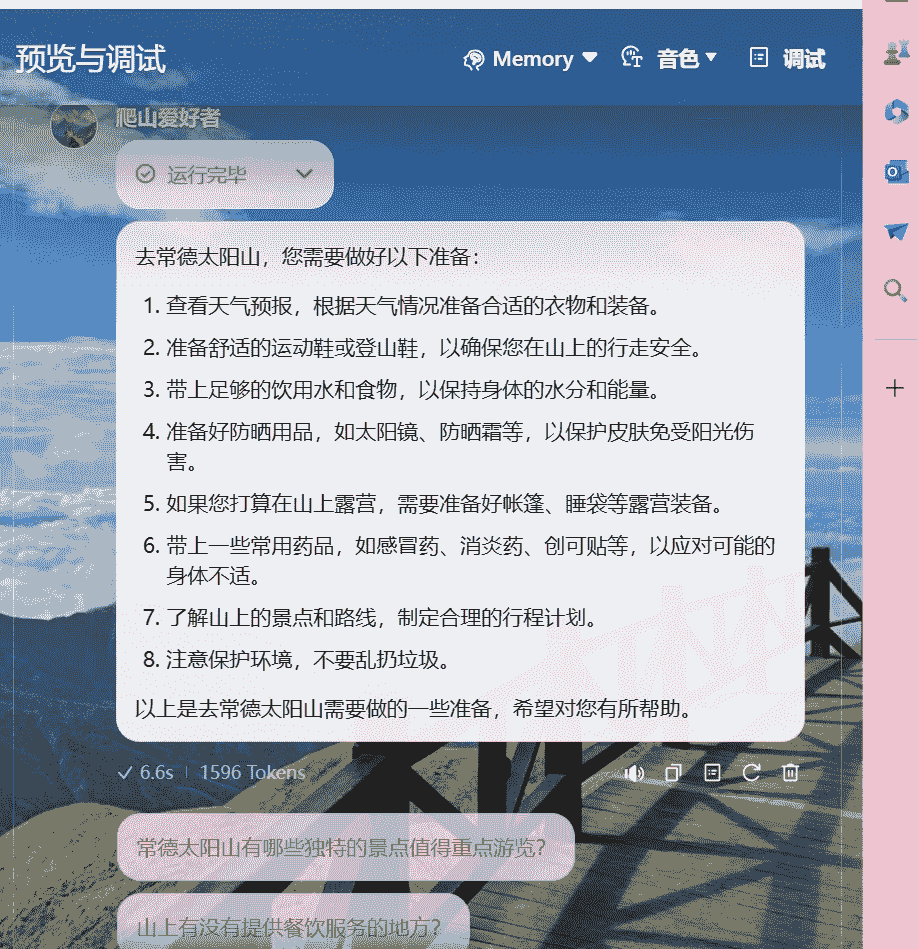 预览与调试
Memory
音色
调试
爬山爱好者
运行完毕
去常德太阳山，您需要做好以下准备：
1. 查看天气预报，根据天气情况准备合适的衣物和装备。
2. 准备舒适的运动鞋或登山鞋，以确保您在山上的行走安全。
3. 带上足够的饮用水和食物，以保持身体的水分和能量。
4. 准备好防晒用品，如太阳镜、防晒霜等，以保护皮肤免受阳光伤
害。
5. 如果您打算在山上露营，需要准备好帐篷、睡袋等露营装备。
6. 带上一些常用药品，如感冒药、消炎药、创可贴等，以应对可能的
身体不适。
7. 了解山上的景点和路线，制定合理的行程计划。
8. 注意保护环境，不要乱扔垃圾。
以上是去常德太阳山需要做的一些准备，希望对您有所帮助。
6.6s
1596 Tokens
常德太阳山有哪些独特的景点值得重点游览？
山上有没有提供餐饮服务的地方？